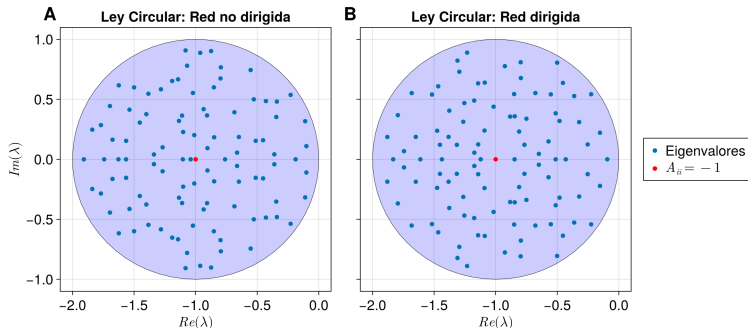 A Ley Circular: Red no dirigida
1.0
0.5
0.0
−0.5
−1.0
Im(λ)
−2.0 −1.5 −1.0 −0.5 0.0
Re(λ)
B Ley Circular: Red dirigida
−2.0 −1.5 −1.0 −0.5 0.0
Re(λ)
Eigenvalores
A_{ii} = −1